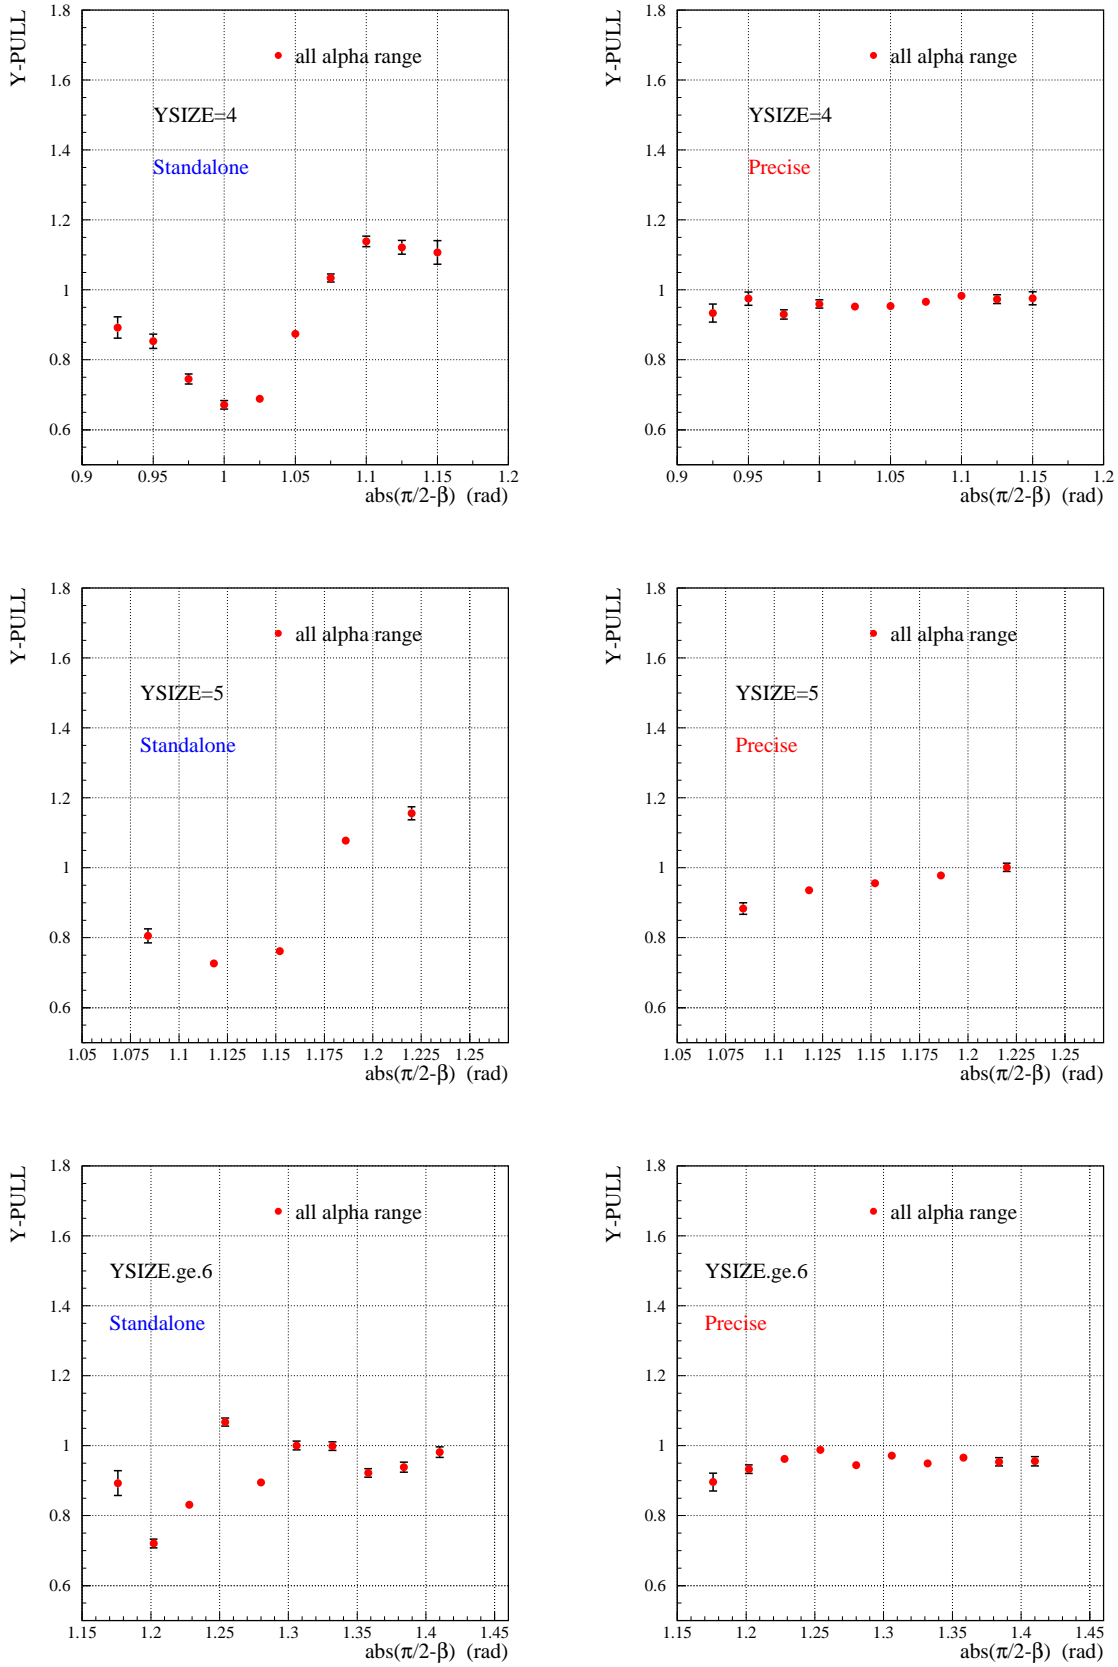 Y-PULL
1.8
1.6
1.4
1.2
1
0.8
0.6
all alpha range
YSIZE=4
Standalone
0.9 0.95 1 1.05 1.1 1.15 1.2
abs(π/2-β) (rad)
Y-PULL
1.8
1.6
1.4
1.2
1
0.8
0.6
all alpha range
YSIZE=4
Precise
0.9 0.95 1 1.05 1.1 1.15 1.2
abs(π/2-β) (rad)
Y-PULL
1.8
1.6
1.4
1.2
1
0.8
0.6
all alpha range
YSIZE=5
Standalone
1.05 1.075 1.1 1.125 1.15 1.175 1.2 1.225 1.25
abs(π/2-β) (rad)
Y-PULL
1.8
1.6
1.4
1.2
1
0.8
0.6
all alpha range
YSIZE=5
Precise
1.05 1.075 1.1 1.125 1.15 1.175 1.2 1.225 1.25
abs(π/2-β) (rad)
Y-PULL
1.8
1.6
1.4
1.2
1
0.8
0.6
all alpha range
YSIZE.ge.6
Standalone
1.15 1.2 1.25 1.3 1.35 1.4 1.45
abs(π/2-β) (rad)
Y-PULL
1.8
1.6
1.4
1.2
1
0.8
0.6
all alpha range
YSIZE.ge.6
Precise
1.15 1.2 1.25 1.3 1.35 1.4 1.45
abs(π/2-β) (rad)